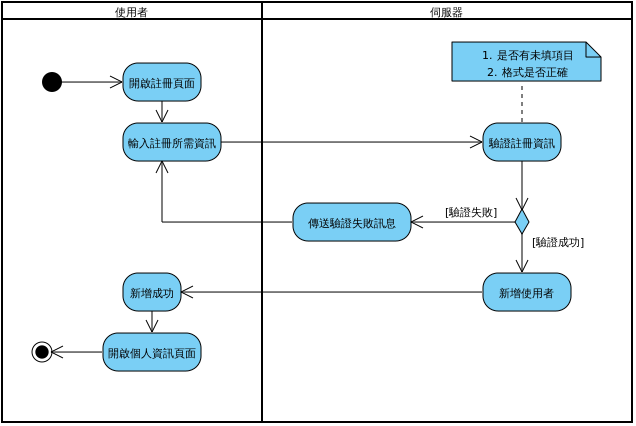 使用者
伺服器
1. 是否有未填項目
2. 格式是否正確
開啟註冊頁面
輸入註冊所需資訊
驗證註冊資訊
[驗證失敗]
傳送驗證失敗訊息
[驗證成功]
新增成功
新增使用者
開啟個人資訊頁面